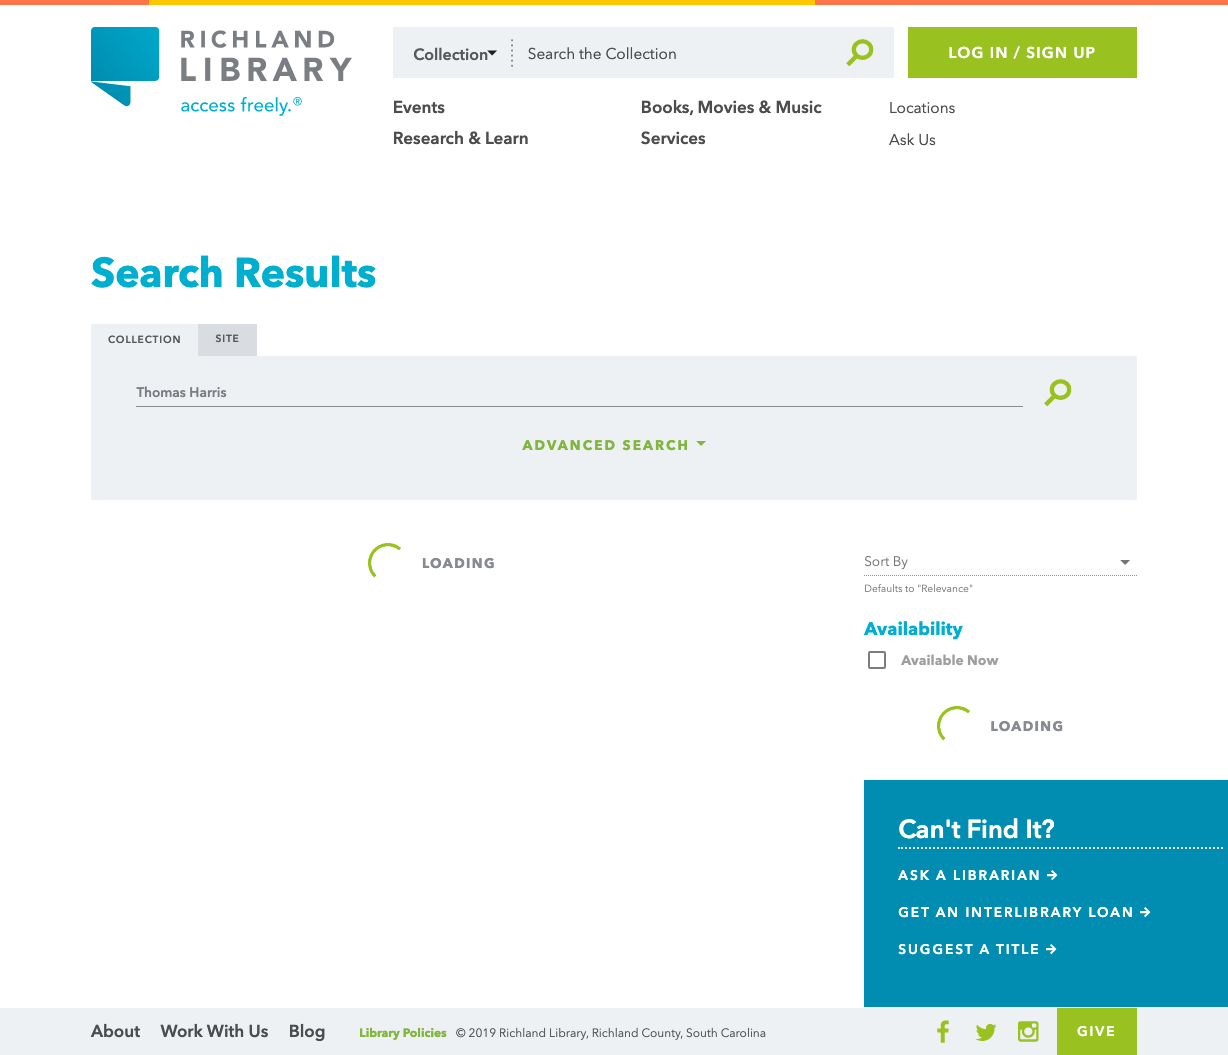 RICHLAND
LIBRARY
access freely.®
Collection
Search the Collection
LOG IN / SIGN UP
Events
Books, Movies & Music
Locations
Research & Learn
Services
Ask Us
Search Results
COLLECTION
SITE
Thomas Harris
ADVANCED SEARCH
LOADING
Sort By
Defaults to "Relevance"
Availability
Available Now
LOADING
Can't Find It?
ASK A LIBRARIAN →
GET AN INTERLIBRARY LOAN →
SUGGEST A TITLE →
About
Work With Us
Blog
Library Policies
© 2019 Richland Library, Richland County, South Carolina
GIVE